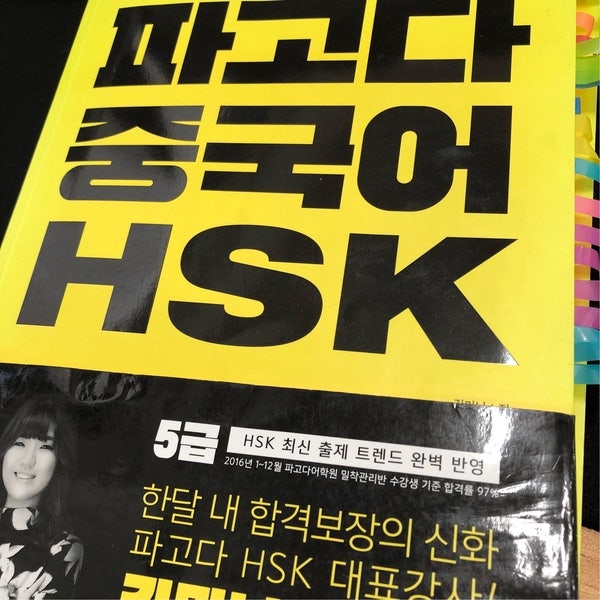 파고다
중국어
HSK
5급
HSK 최신 출제 트렌드 완벽 반영
2016년 1~12월 파고다어학원 밀착관리반 수강생 기준 합격률 97%
한달 내 합격보장의 신화
파고다 HSK 대표강사!